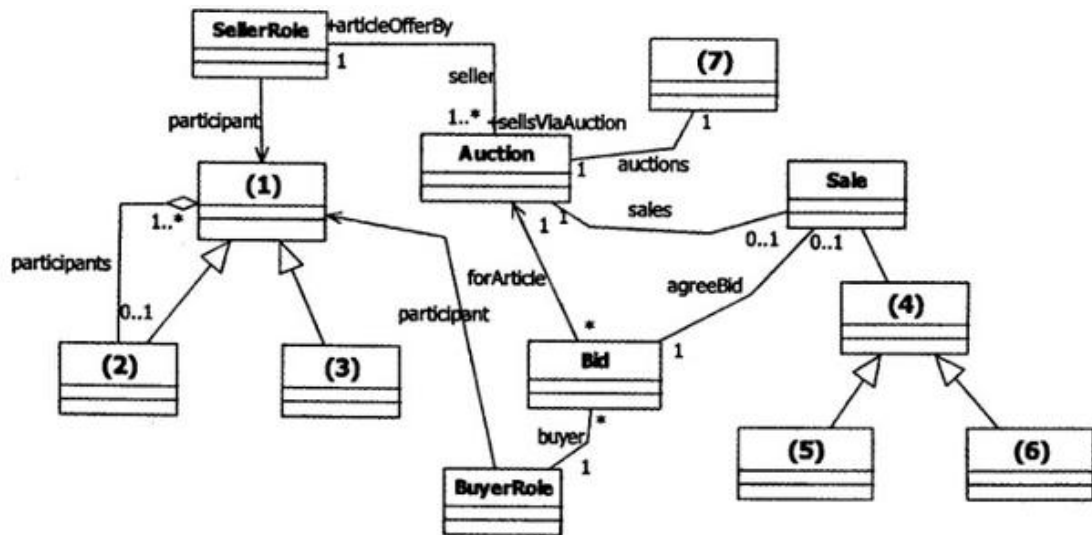 SellerRole
+articleOfferBy
1
seller
(7)
participant
1..*
+sellsViaAuction
1
Auction
1
auctions
Sale
(1)
1..*
1
1
sales
0..1
0..1
participants
forArticle
agreeBid
participant
(4)
0..1
*
1
(2)
(3)
Bid
*
buyer
1
(5)
(6)
BuyerRole